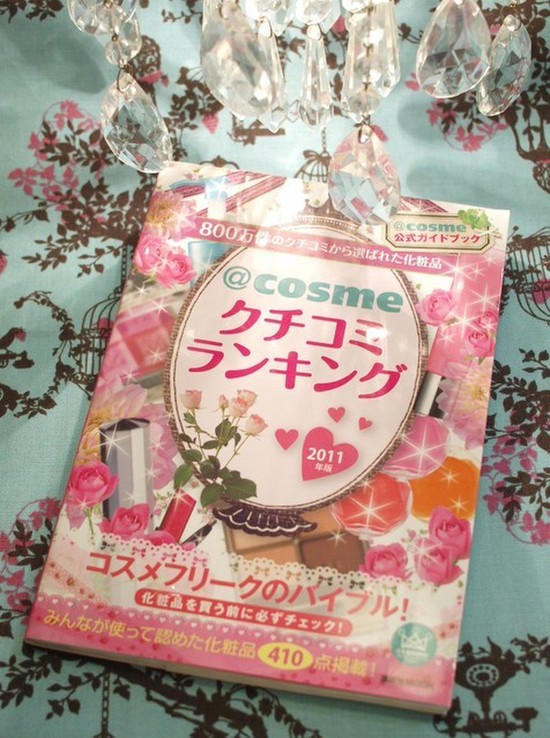 @cosme
公式ガイドブック
800万件のクチコミから選ばれた化粧品
@cosme
クチコミ
ランキング
2011
年版
コスメフリークのバイブル!
化粧品を買う前に必ずチェック!
みんなが使って認めた化粧品410点掲載!